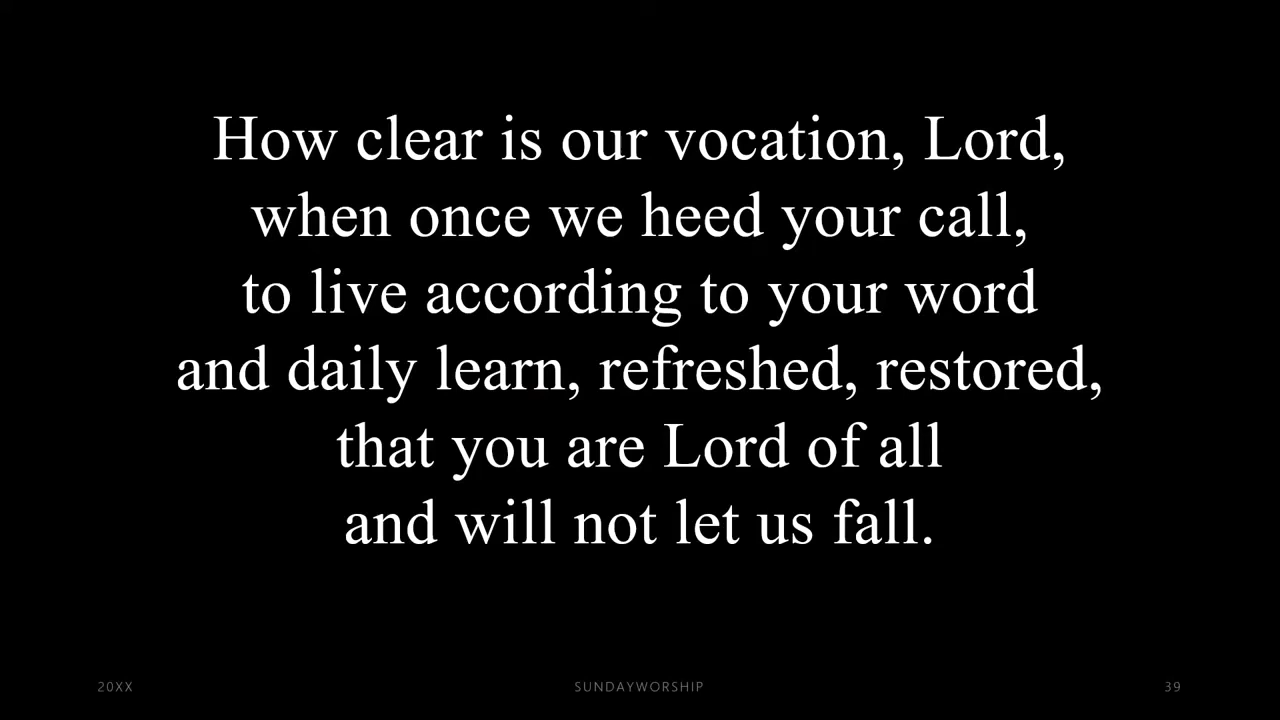 How clear is our vocation, Lord,
when once we heed your call,
to live according to your word
and daily learn, refreshed, restored,
that you are Lord of all
and will not let us fall.
20XX SUNDAYWORSHIP 39